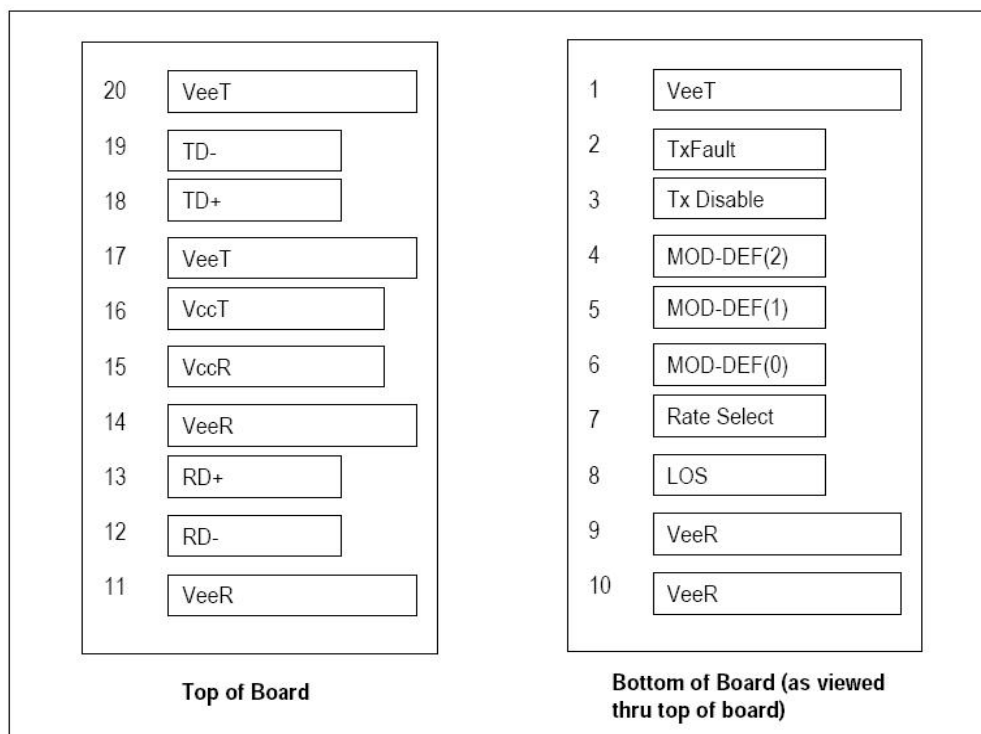 20 VeeT
19 TD-
18 TD+
17 VeeT
16 VccT
15 VccR
14 VeeR
13 RD+
12 RD-
11 VeeR
Top of Board
1 VeeT
2 TxFault
3 Tx Disable
4 MOD-DEF(2)
5 MOD-DEF(1)
6 MOD-DEF(0)
7 Rate Select
8 LOS
9 VeeR
10 VeeR
Bottom of Board (as viewed
thru top of board)